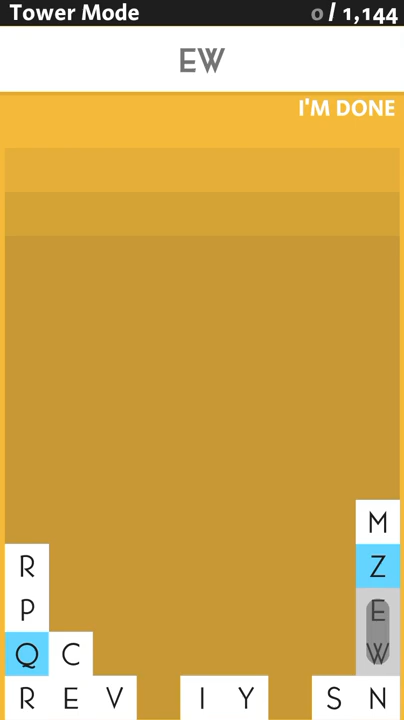 Tower Mode 0 / 1,144
EW
I'M DONE
M
R Z
P E
Q C W
R E V I Y S N